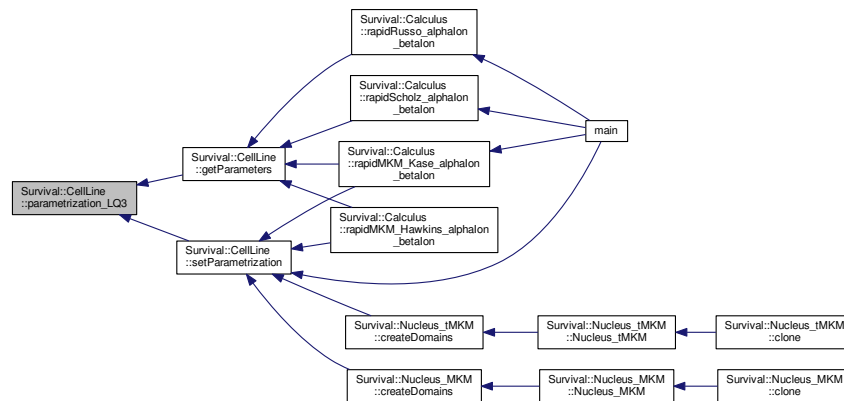 Survival::CellLine
::parametrization_LQ3
Survival::CellLine
::getParameters
Survival::CellLine
::setParametrization
Survival::Calculus
::rapidRusso_alphaIon
_betaIon
Survival::Calculus
::rapidScholz_alphaIon
_betaIon
Survival::Calculus
::rapidMKM_Kase_alphaIon
_betaIon
Survival::Calculus
::rapidMKM_Hawkins_alphaIon
_betaIon
main
Survival::Nucleus_tMKM
::createDomains
Survival::Nucleus_tMKM
::Nucleus_tMKM
Survival::Nucleus_tMKM
::clone
Survival::Nucleus_MKM
::createDomains
Survival::Nucleus_MKM
::Nucleus_MKM
Survival::Nucleus_MKM
::clone